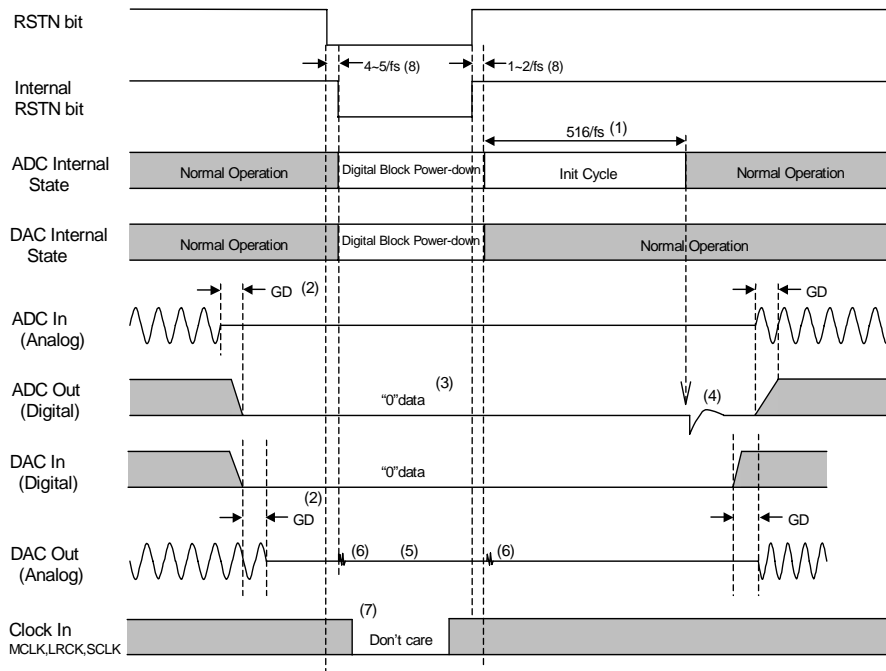 RSTN bit
4~5/fs (8)
1~2/fs (8)
Internal
RSTN bit
516/fs (1)
ADC Internal
State
Normal Operation
Digital Block Power-down
Init Cycle
Normal Operation
DAC Internal
State
Normal Operation
Digital Block Power-down
Normal Operation
GD (2)
GD
ADC In
(Analog)
ADC Out
(Digital)
“0”data
(3)
(4)
DAC In
(Digital)
“0”data
(2)
GD
GD
DAC Out
(Analog)
(6)
(5)
(6)
Clock In
MCLK,LRCK,SCLK
(7)
Don’t care